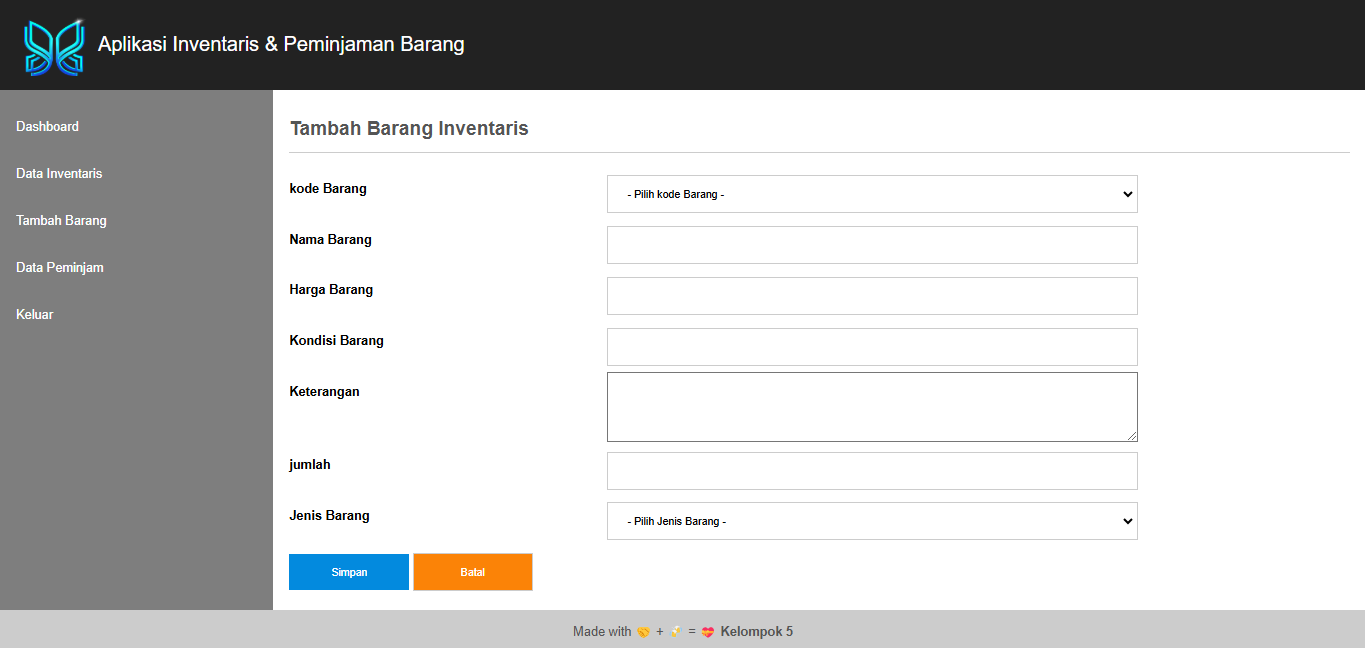 Aplikasi Inventaris & Peminjaman Barang
Dashboard
Data Inventaris
Tambah Barang
Data Peminjam
Keluar
Tambah Barang Inventaris
kode Barang
- Pilih kode Barang -
Nama Barang
Harga Barang
Kondisi Barang
Keterangan
jumlah
Jenis Barang
- Pilih Jenis Barang -
Simpan
Batal
Made with 🤝 + 🍼 = 💝 Kelompok 5